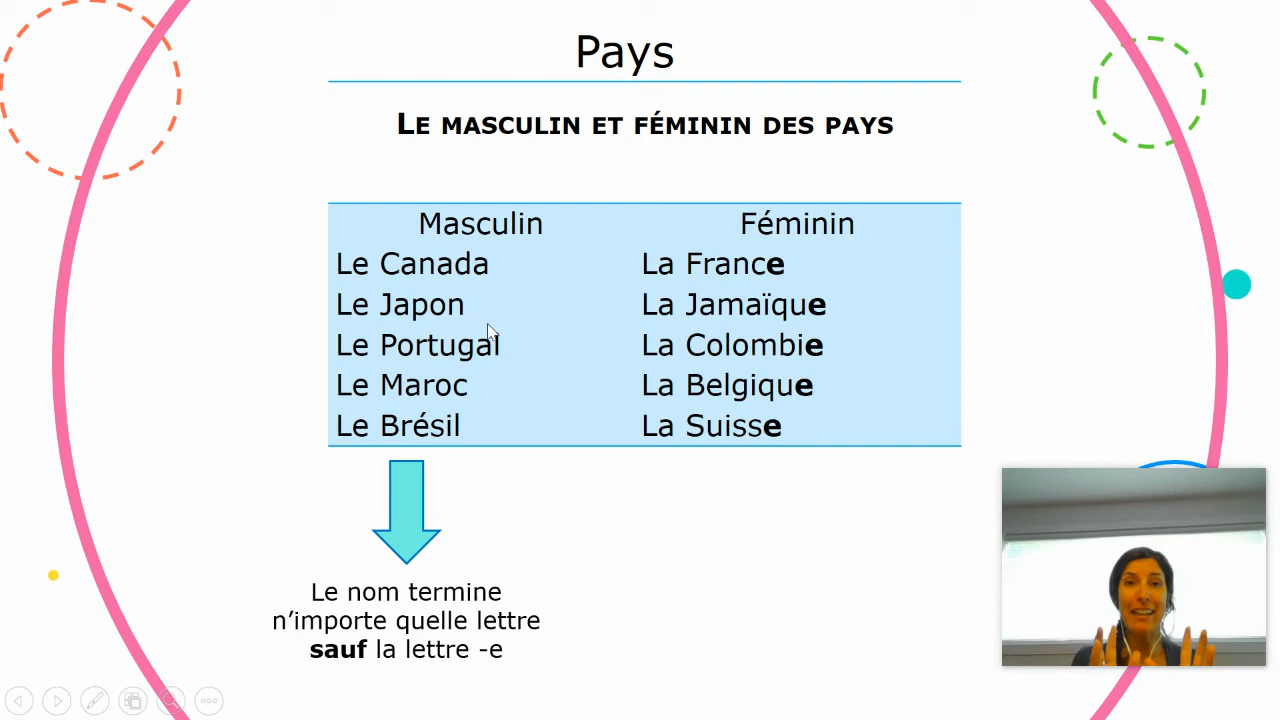 Pays
LE MASCULIN ET FÉMININ DES PAYS
Masculin Féminin
Le Canada La France
Le Japon La Jamaïque
Le Portugal La Colombie
Le Maroc La Belgique
Le Brésil La Suisse
Le nom termine
n’importe quelle lettre
sauf la lettre -e